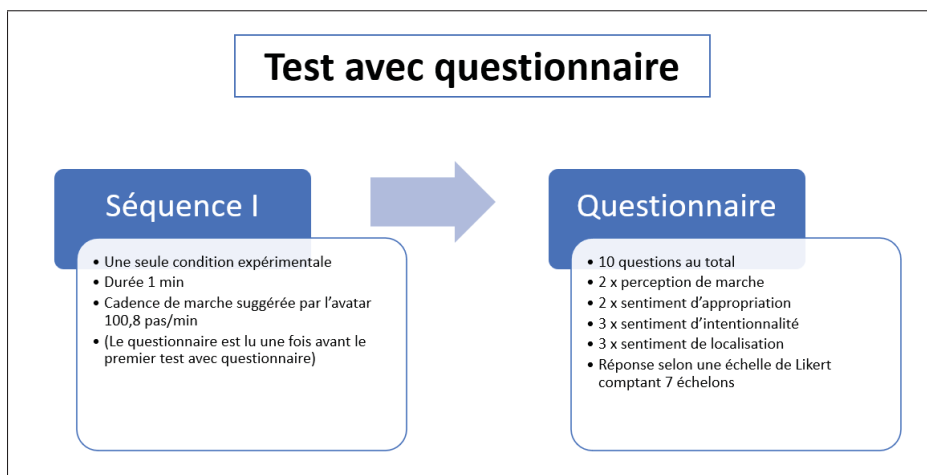 Test avec questionnaire
Séquence I
• Une seule condition expérimentale
• Durée 1 min
• Cadence de marche suggérée par l'avatar
100,8 pas/min
• (Le questionnaire est lu une fois avant le
premier test avec questionnaire)
Questionnaire
• 10 questions au total
• 2 x perception de marche
• 2 x sentiment d'appropriation
• 3 x sentiment d'intentionnalité
• 3 x sentiment de localisation
• Réponse selon une échelle de Likert
comptant 7 échelons